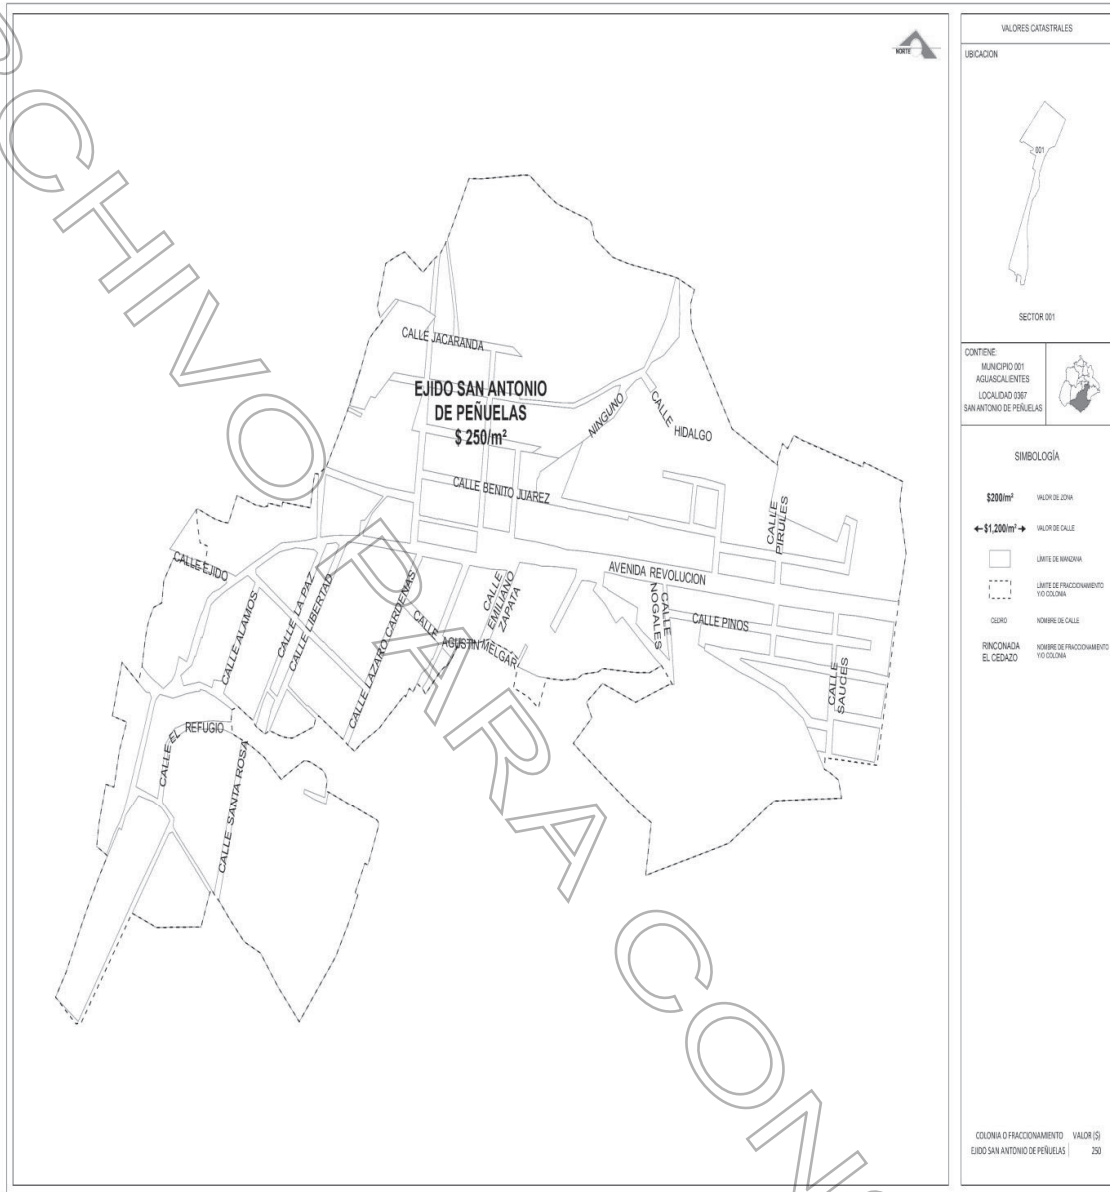 NORTE
CALLE JACARANDA
EJIDO SAN ANTONIO
DE PEÑUELAS
$ 250/m²
NINGUNO
CALLE HIDALGO
CALLE BENITO JUAREZ
CALLE PIRULES
CALLE EJIDO
CALLE ALAMOS
CALLE LA PAZ
CALLE LIBERTAD
CALLE LAZARO CARDENAS
CALLE AGUSTIN MELGAR
CALLE
EMILIANO
ZAPATA
AVENIDA REVOLUCION
CALLE
NOGALES
CALLE PINOS
CALLE
SAUCES
CALLE EL REFUGIO
CALLE SANTA ROSA
ARCHIVO PARA CONS
VALORES CATASTRALES
UBICACION
001
SECTOR 001
CONTIENE:
MUNICIPIO 001
AGUASCALIENTES
LOCALIDAD 0367
SAN ANTONIO DE PEÑUELAS
SIMBOLOGÍA
$200/m² VALOR DE ZONA
$1,200/m² VALOR DE CALLE
LÍMITE DE MANZANA
LÍMITE DE FRACCIONAMIENTO
Y/O COLONIA
CEDRO NOMBRE DE CALLE
RINCONADA
EL CEDAZO
NOMBRE DE FRACCIONAMIENTO
Y/O COLONIA
COLONIA O FRACCIONAMIENTO VALOR ($)
EJIDO SAN ANTONIO DE PEÑUELAS 250